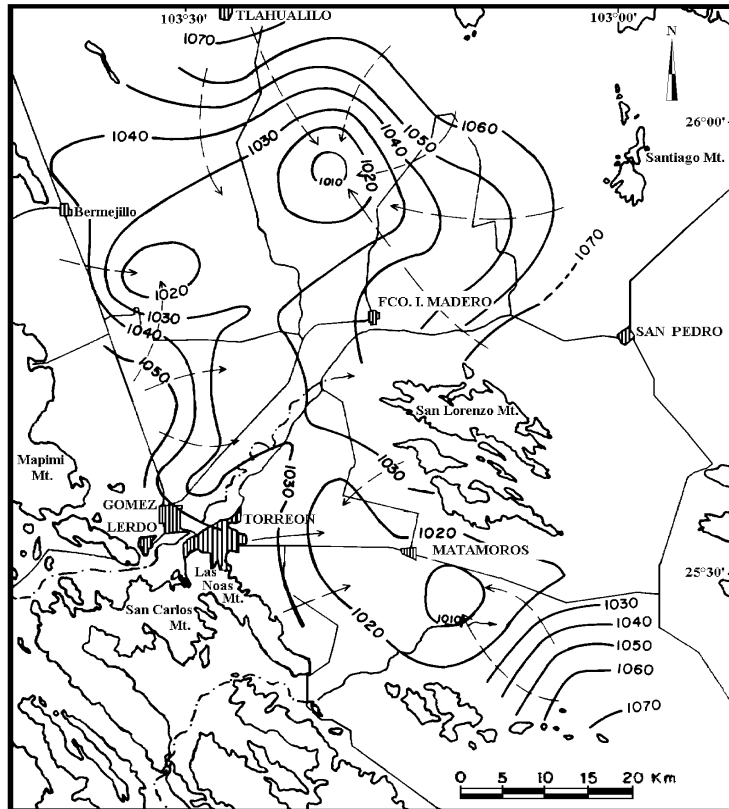 103°30'
TLAHUALILO
103°00'
1070
N
1040
1030
1060
1050
1040
26°00'
1020
1010
Santiago Mt.
Bermejillo
1070
1020
1030
1040
FCO. I. MADERO
SAN PEDRO
1050
San Lorenzo Mt.
Mapimi
Mt.
1030
1030
GOMEZ
LERDO
TORREON
1020
MATAMOROS
Las
Noas
Mt.
25°30'
San Carlos
Mt.
1020
1010
1030
1040
1050
1060
1070
0 5 10 15 20 Km